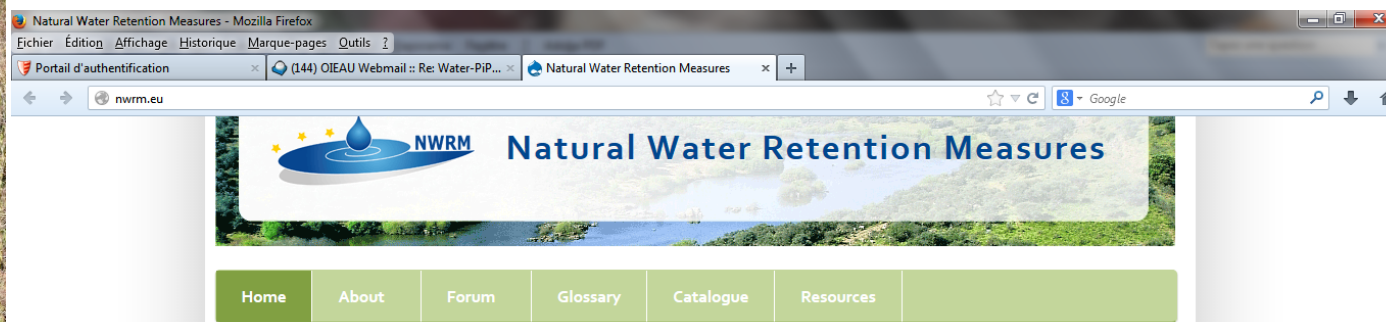 Natural Water Retention Measures - Mozilla Firefox
Fichier Édition Affichage Historique Marque-pages Outils ?
Portail d'authentification × (144) OIEAU Webmail :: Re: Water-PiP... × Natural Water Retention Measures × +
nwrm.eu Google
NWRM Natural Water Retention Measures
Home About Forum Glossary Catalogue Resources